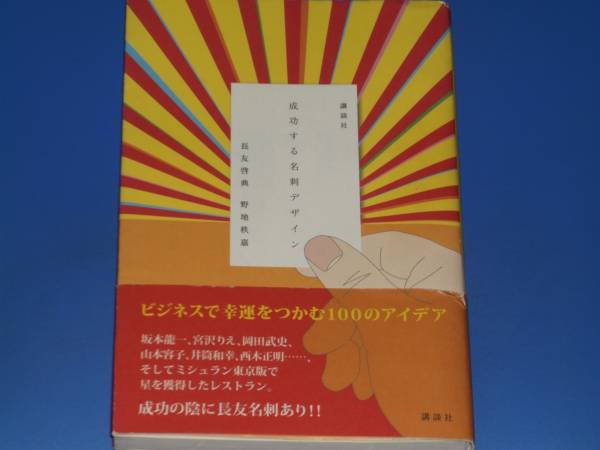 講談社
成功する名刺デザイン
長友啓典 野地秩嘉
ビジネスで幸運をつかむ100のアイデア
坂本龍一、宮沢りえ、岡田武史、
山本容子、井筒和幸、西木正明……、
そしてミシュラン東京版で
星を獲得したレストラン。
成功の陰に長友名刺あり!!
講談社